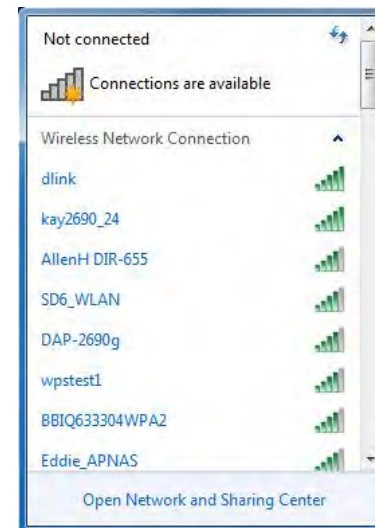 Not connected
Connections are available
Wireless Network Connection
dlink
kay2690_24
AllenH DIR-655
SD6_WLAN
DAP-2690g
wpstest1
BBIQ633304WPA2
Eddie_APNAS
Open Network and Sharing Center